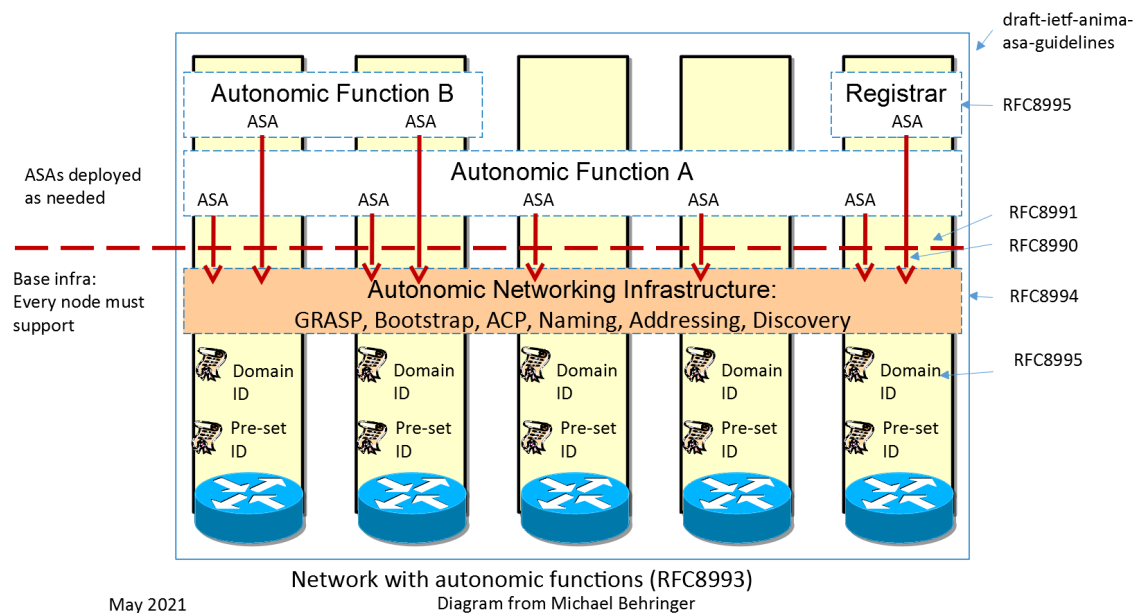 draft-ietf-anima-
asa-guidelines
Autonomic Function B
Registrar
RFC8995
ASA
ASA
ASA
Autonomic Function A
ASAs deployed
as needed
ASA
ASA
ASA
ASA
ASA
RFC8991
RFC8990
Base infra:
Every node must
support
Autonomic Networking Infrastructure:
GRASP, Bootstrap, ACP, Naming, Addressing, Discovery
RFC8994
RFC8995
Domain
ID
Domain
ID
Domain
ID
Domain
ID
Domain
ID
Pre-set
ID
Pre-set
ID
Pre-set
ID
Pre-set
ID
Pre-set
ID
Network with autonomic functions (RFC8993)
May 2021
Diagram from Michael Behringer